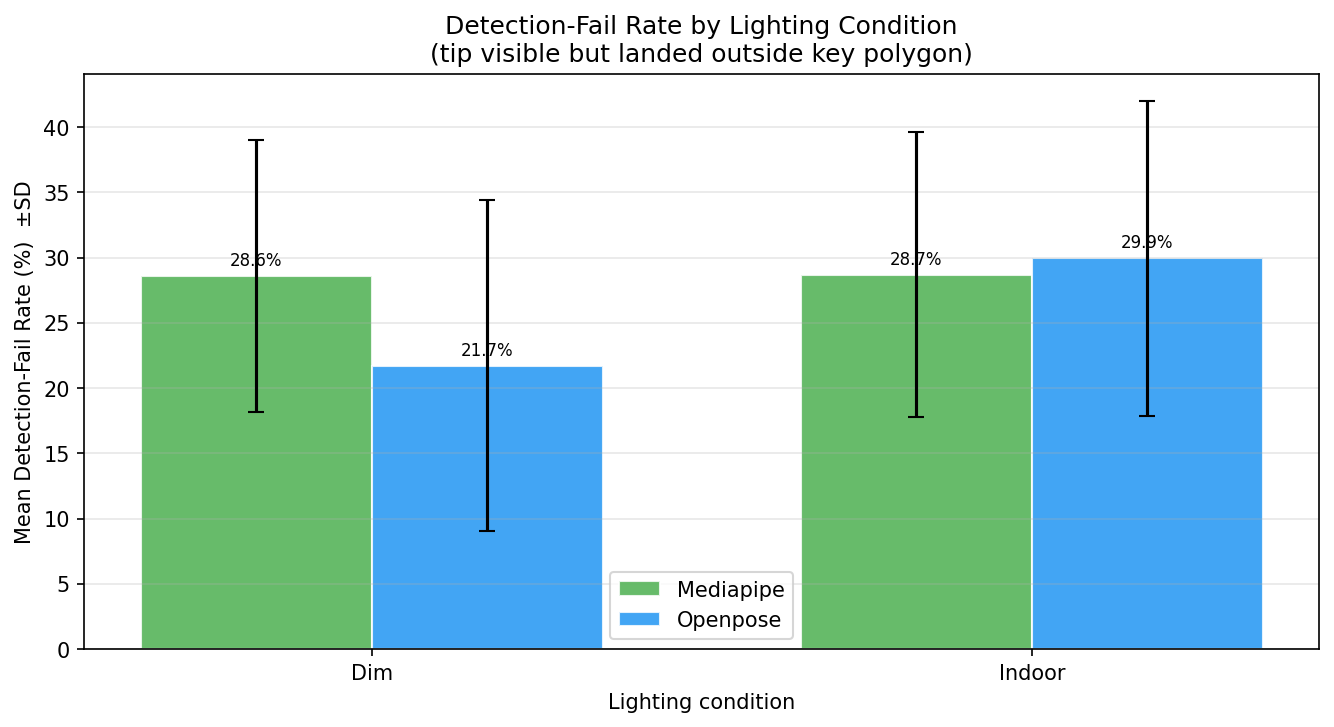 Detection-Fail Rate by Lighting Condition
(tip visible but landed outside key polygon)
Mean Detection-Fail Rate (%)  ±SD
40
35
30
25
20
15
10
5
0
28.6%
21.7%
28.7%
29.9%
Mediapipe
Openpose
Dim
Indoor
Lighting condition